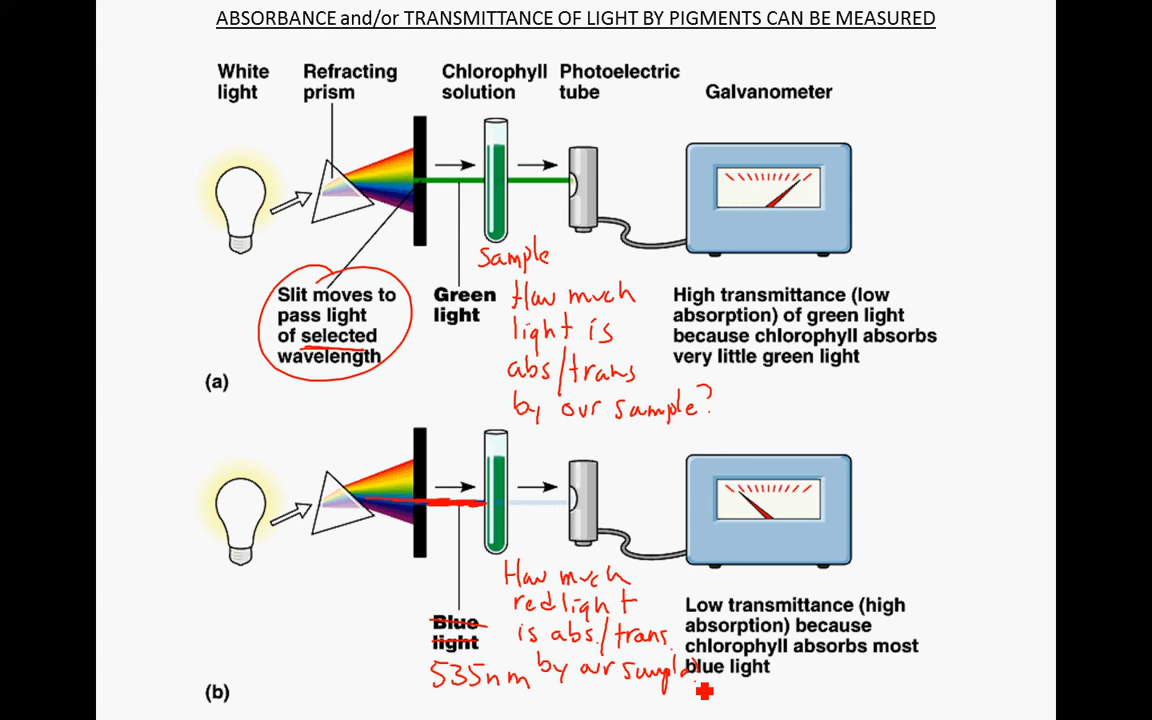 ABSORBANCE and/or TRANSMITTANCE OF LIGHT BY PIGMENTS CAN BE MEASURED
White
light
Refracting
prism
Chlorophyll
solution
Photoelectric
tube
Galvanometer
Sample
Slit moves to
pass light
of selected
wavelength
Green
light
How much
light is
abs/trans
by our sample?
High transmittance (low
absorption) of green light
because chlorophyll absorbs
very little green light
(a)
Blue
light
535nm
How much
red light
is abs./trans.
by our sample
Low transmittance (high
absorption) because
chlorophyll absorbs most
blue light
(b)